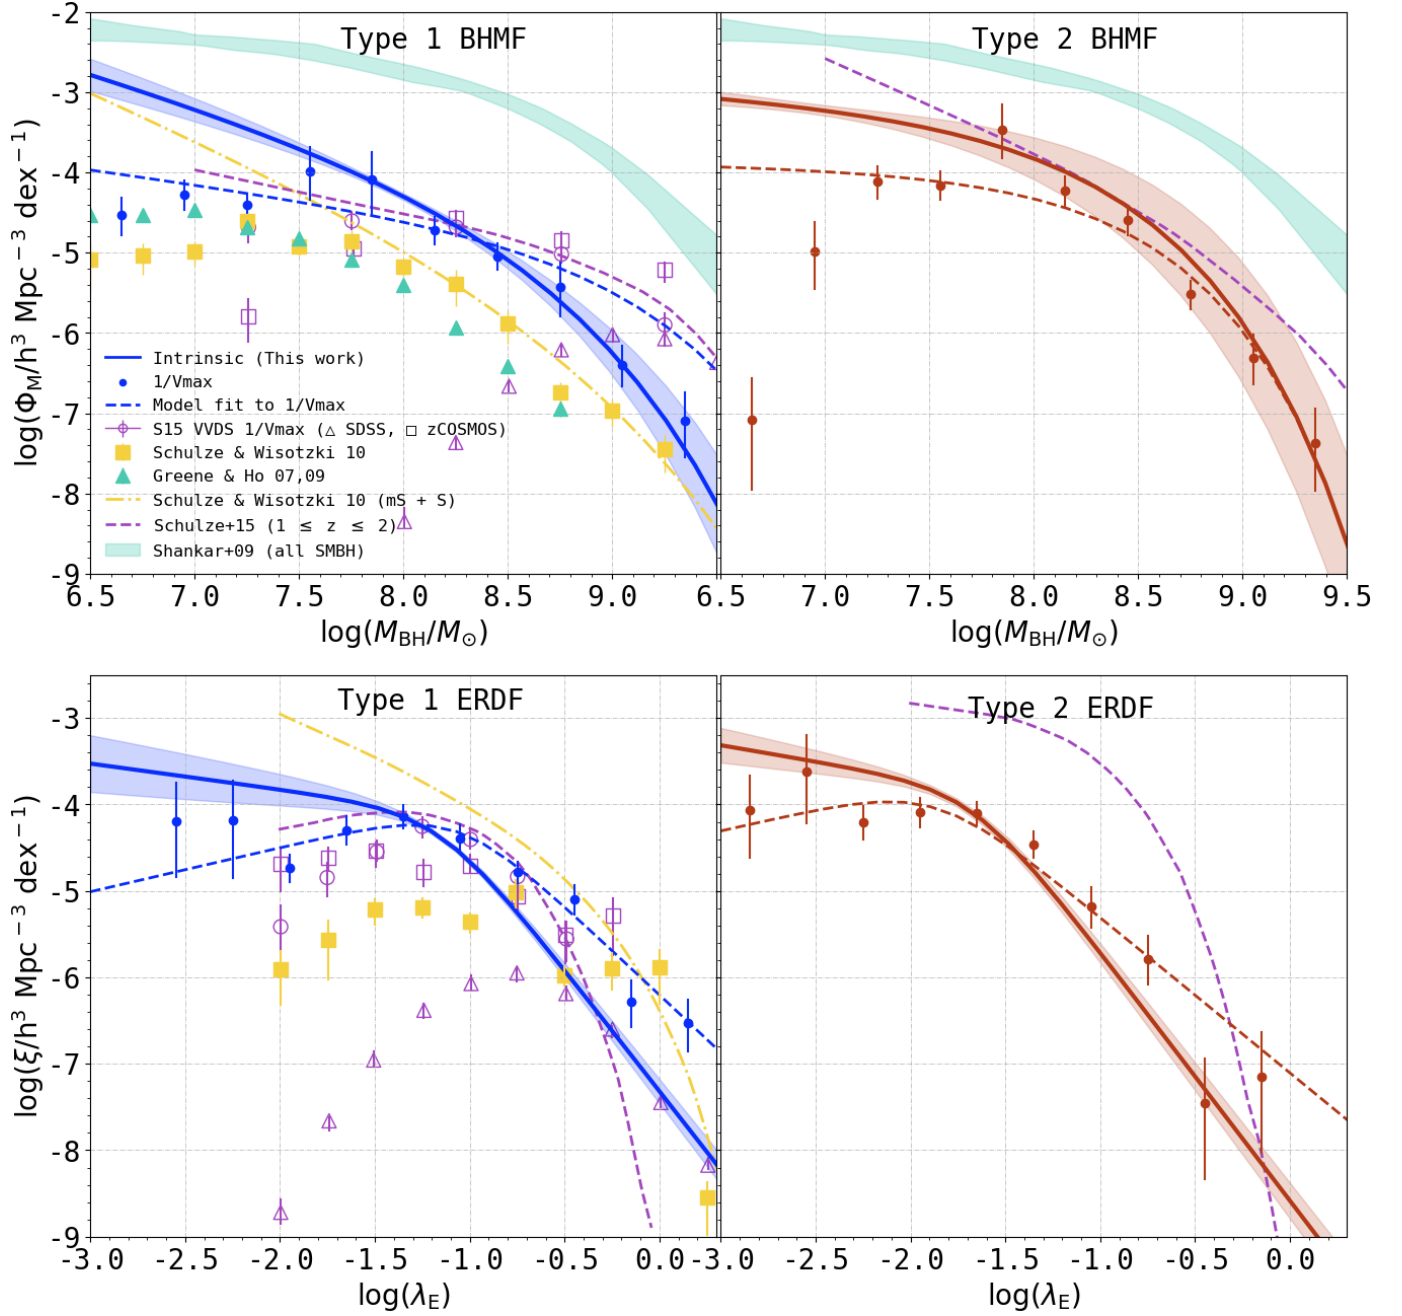 Type 1 BHMF
Type 2 BHMF
-2
-3
-4
-5
-6
-7
-8
-9
log(Φ_M/h³ Mpc⁻³ dex⁻¹)
Intrinsic (This work)
1/Vmax
Model fit to 1/Vmax
S15 VVDS 1/Vmax (△ SDSS, □ zCOSMOS)
Schulze & Wisotzki 10
Greene & Ho 07,09
Schulze & Wisotzki 10 (mS + S)
Schulze+15 (1 ≤ z ≤ 2)
Shankar+09 (all SMBH)
6.5 7.0 7.5 8.0 8.5 9.0 6.5 7.0 7.5 8.0 8.5 9.0 9.5
log(M_BH/M_⊙)
log(M_BH/M_⊙)
Type 1 ERDF
Type 2 ERDF
-3
-4
-5
-6
-7
-8
-9
log(ξ/h³ Mpc⁻³ dex⁻¹)
-3.0 -2.5 -2.0 -1.5 -1.0 -0.5 0.0 -3.0 -2.5 -2.0 -1.5 -1.0 -0.5 0.0
log(λ_E)
log(λ_E)